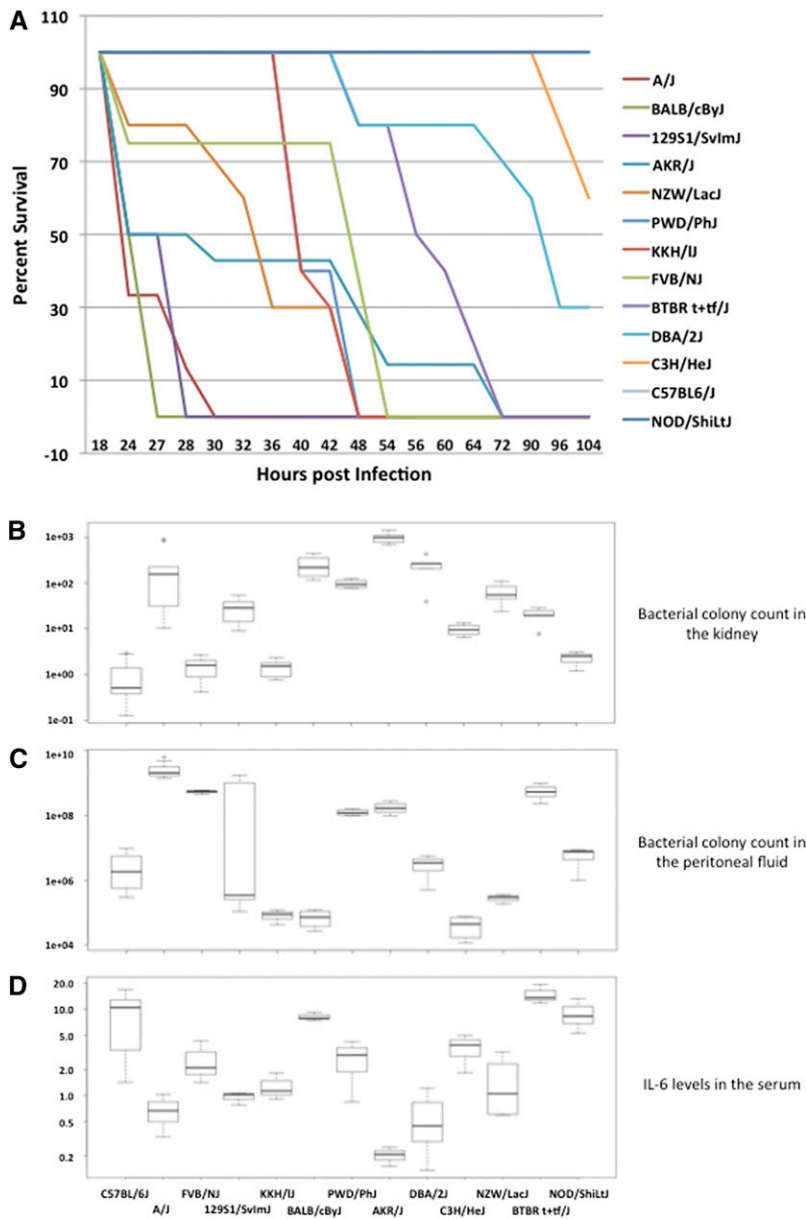 A
110
90
70
50
30
10
-10
Percent Survival
18 24 27 28 30 32 36 40 42 48 54 56 60 64 72 90 96 104
Hours post Infection
A/J
BALB/cByJ
129S1/SvImJ
AKR/J
NZW/LacJ
PWD/PhJ
KKH/IJ
FVB/NJ
BTBR t+tf/J
DBA/2J
C3H/HeJ
C57BL6/J
NOD/ShiLtJ
B
1e+03
1e+02
1e+01
1e+00
1e-01
Bacterial colony count in
the kidney
C
1e+10
1e+08
1e+06
1e+04
Bacterial colony count in
the peritoneal fluid
D
20.0
10.0
5.0
2.0
1.0
0.5
0.2
IL-6 levels in the serum
C57BL/6J FVB/NJ KKH/IJ PWD/PhJ DBA/2J NZW/LacJ NOD/ShiLtJ
A/J 129S1/SvImJ BALB/cByJ AKR/J C3H/HeJ BTBR t+tf/J